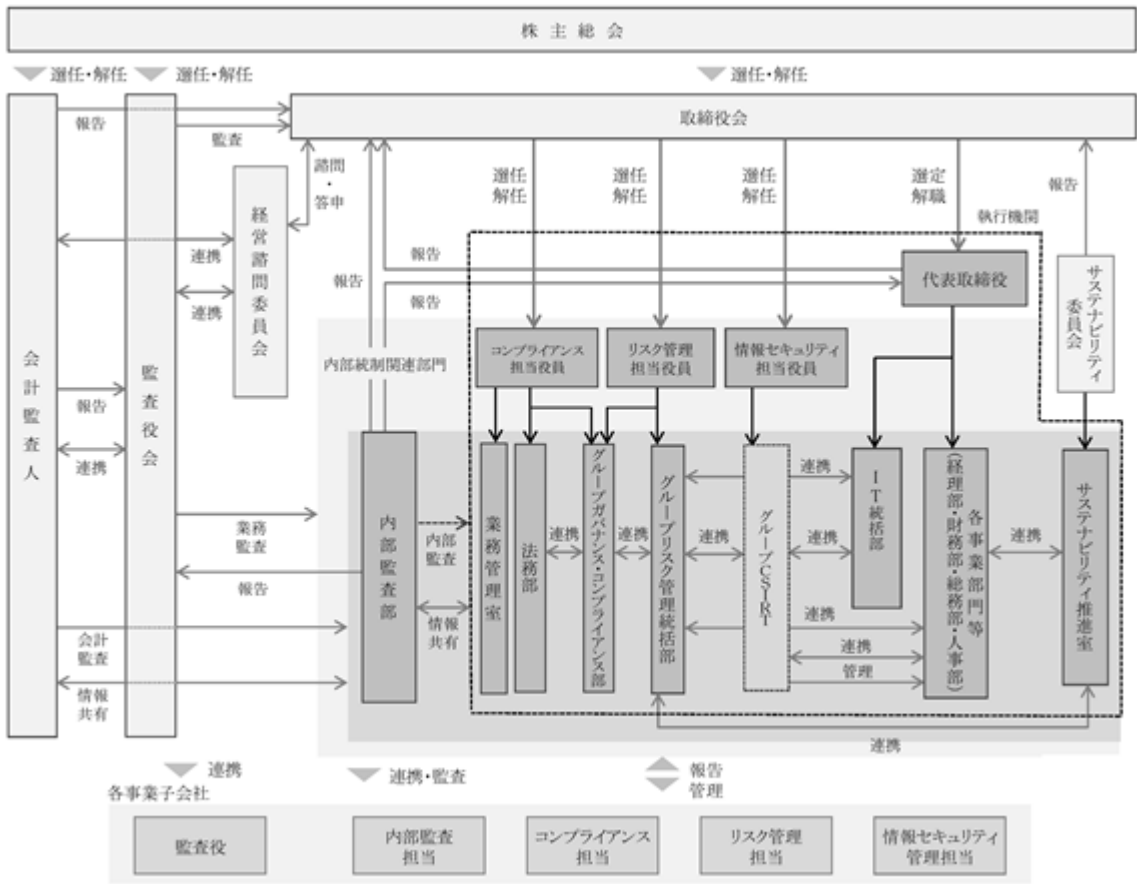 株主総会
選任・解任
選任・解任
選任・解任
取締役会
報告
監査
諮問
・
答申
選任
解任
選任
解任
選任
解任
選定
解職
報告
執行機関
経営諮問委員会
連携
連携
報告
報告
報告
代表取締役
サステナビリティ
委員会
内部統制関連部門
コンプライアンス
担当役員
リスク管理
担当役員
情報セキュリティ
担当役員
会計監査人
監査役会
報告
連携
業務
監査
報告
会計
監査
情報
共有
内部監査部
内部
監査
情報
共有
業務管理室
法務部
連携
グループガバナンス・コンプライアンス部
連携
グループリスク管理統括部
連携
グループCSIRT
連携
連携
連携
連携
管理
IT統括部
各事業部門等
(経理部・財務部・総務部・人事部)
連携
サステナビリティ推進室
連携
連携
連携・監査
報告
管理
各事業子会社
監査役
内部監査
担当
コンプライアンス
担当
リスク管理
担当
情報セキュリティ
管理担当